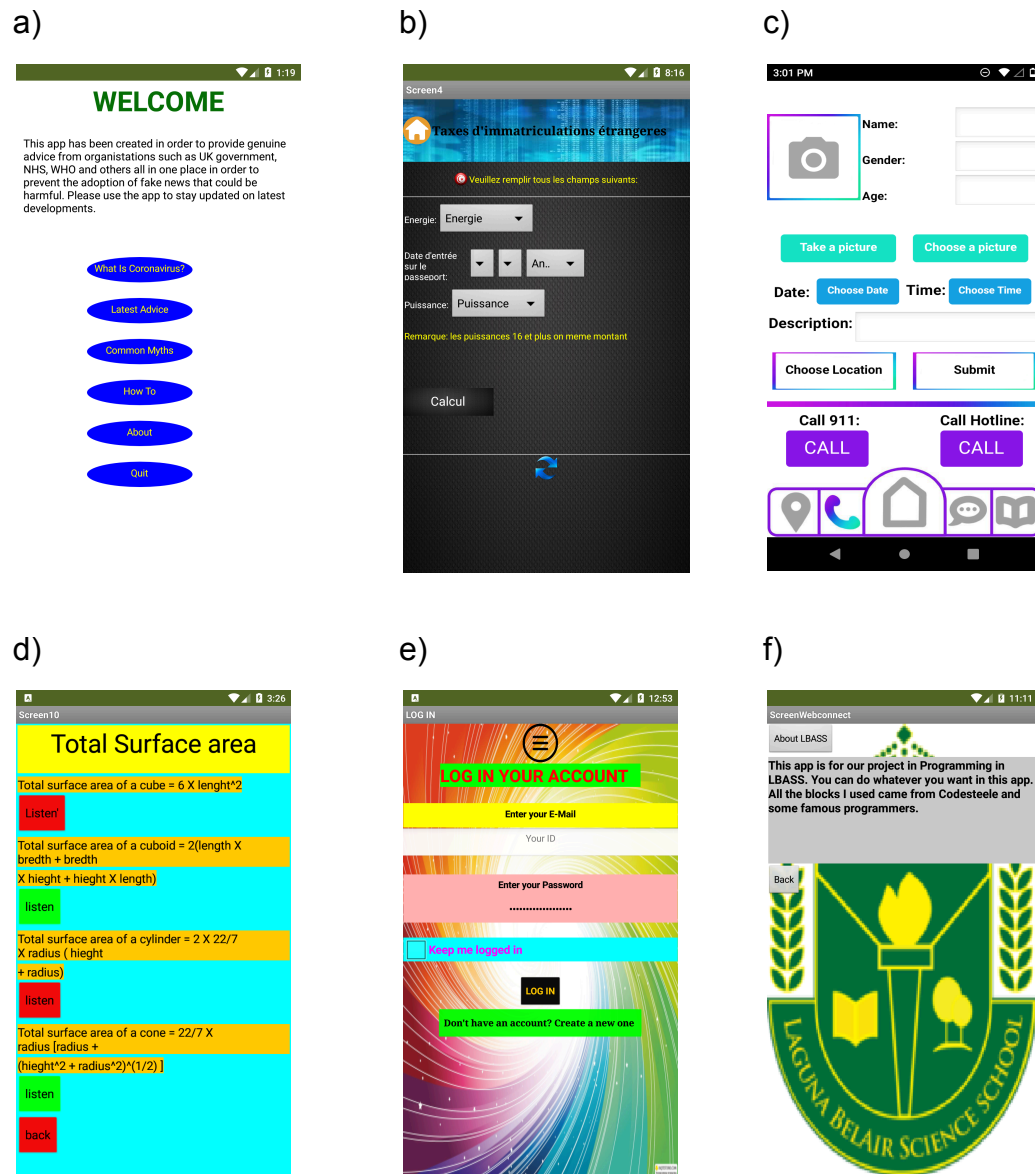 a)
1:19
WELCOME
This app has been created in order to provide genuine
advice from organistations such as UK government,
NHS, WHO and others all in one place in order to
prevent the adoption of fake news that could be
harmful. Please use the app to stay updated on latest
developments.
What Is Coronavirus?
Latest Advice
Common Myths
How To
About
Quit
b)
8:16
Screen4
Taxes d'immatriculations étrangeres
Veuillez remplir tous les champs suivants:
Energie: Energie
Date d'entrée
sur le
passeport:
An..
Puissance: Puissance
Remarque: les puissances 16 et plus on meme montant
Calcul
c)
3:01 PM
Name:
Gender:
Age:
Take a picture Choose a picture
Date: Choose Date Time: Choose Time
Description:
Choose Location Submit
Call 911: Call Hotline:
CALL CALL
d)
3:26
Screen10
Total Surface area
Total surface area of a cube = 6 X lenght^2
Listen'
Total surface area of a cuboid = 2(length X
bredth + bredth
X hieght + hieght X length)
listen
Total surface area of a cylinder = 2 X 22/7
X radius ( hieght
+ radius)
listen
Total surface area of a cone = 22/7 X
radius [radius +
(hieght^2 + radius^2)^(1/2) ]
listen
back
e)
12:53
LOG IN
LOG IN YOUR ACCOUNT
Enter your E-Mail
Your ID
Enter your Password
Keep me logged in
LOG IN
Don't have an account? Create a new one
f)
11:11
ScreenWebconnect
About LBASS
This app is for our project in Programming in
LBASS. You can do whatever you want in this app.
All the blocks I used came from Codesteele and
some famous programmers.
Back
LAGUNA BELAIR SCIENCE SCHOOL